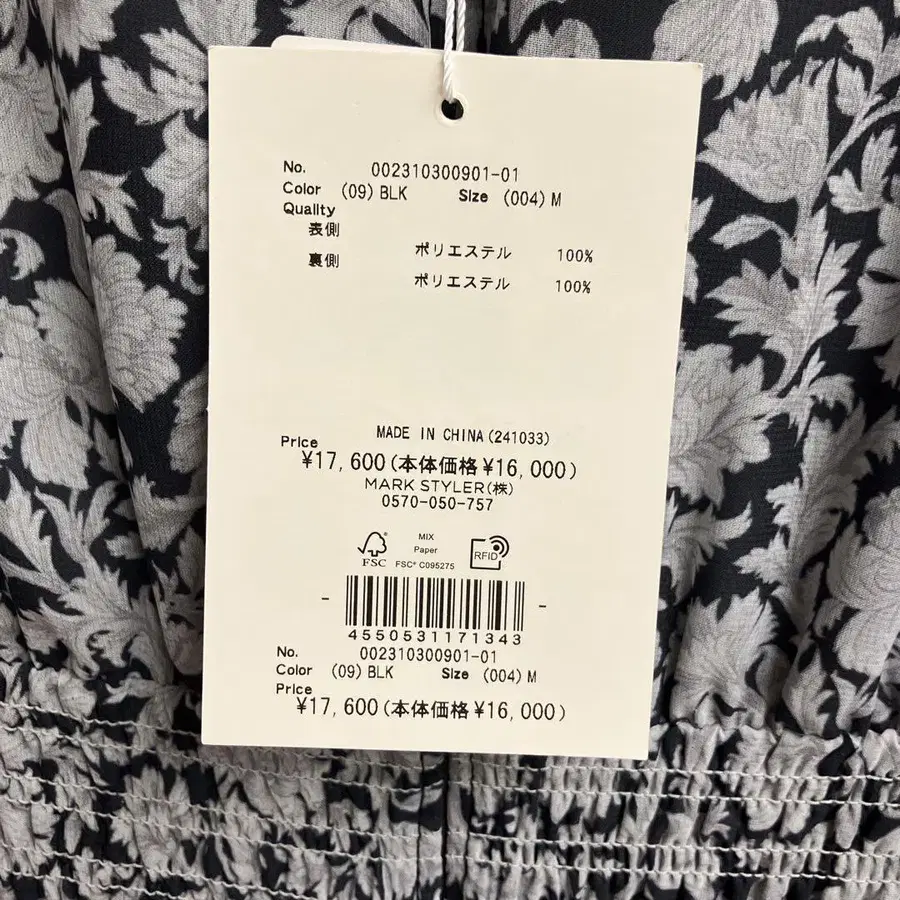 No. 002310300901-01
Color (09) BLK Size (004) M
Quallty
表側 ポリエステル 100%
裏側 ポリエステル 100%
MADE IN CHINA(241033)
Price
¥17,600(本体価格¥16,000)
MARK STYLER(株)
0570-050-757
FSC
MIX
Paper
FSC® C095275
RFID
- -
4550531171343
No. 002310300901-01
Color (09) BLK Size (004) M
Price
¥17,600(本体価格¥16,000)